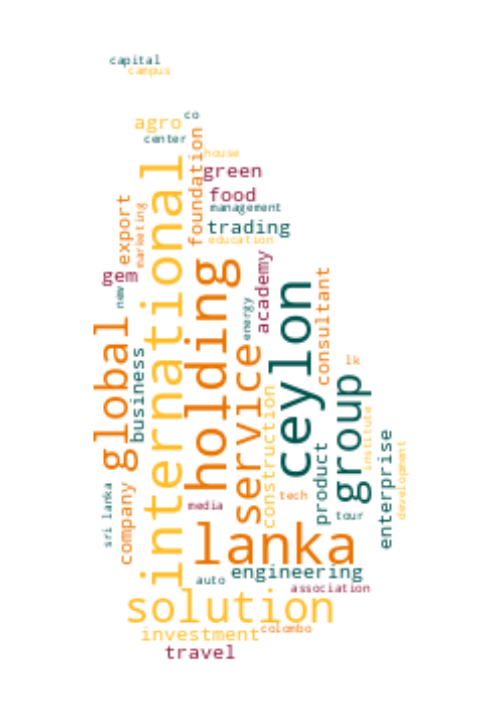 capital
campus
co
agro
center
foundation
house
green
food
management
trading
education
international
export
marketing
gem
new
academy
holding
ceylon
consultant
energy
global
business
service
lk
group
construction
institute
product
enterprise
development
sri lanka
company
media
tech
tour
lanka
engineering
auto
association
solution
colombo
investment
travel